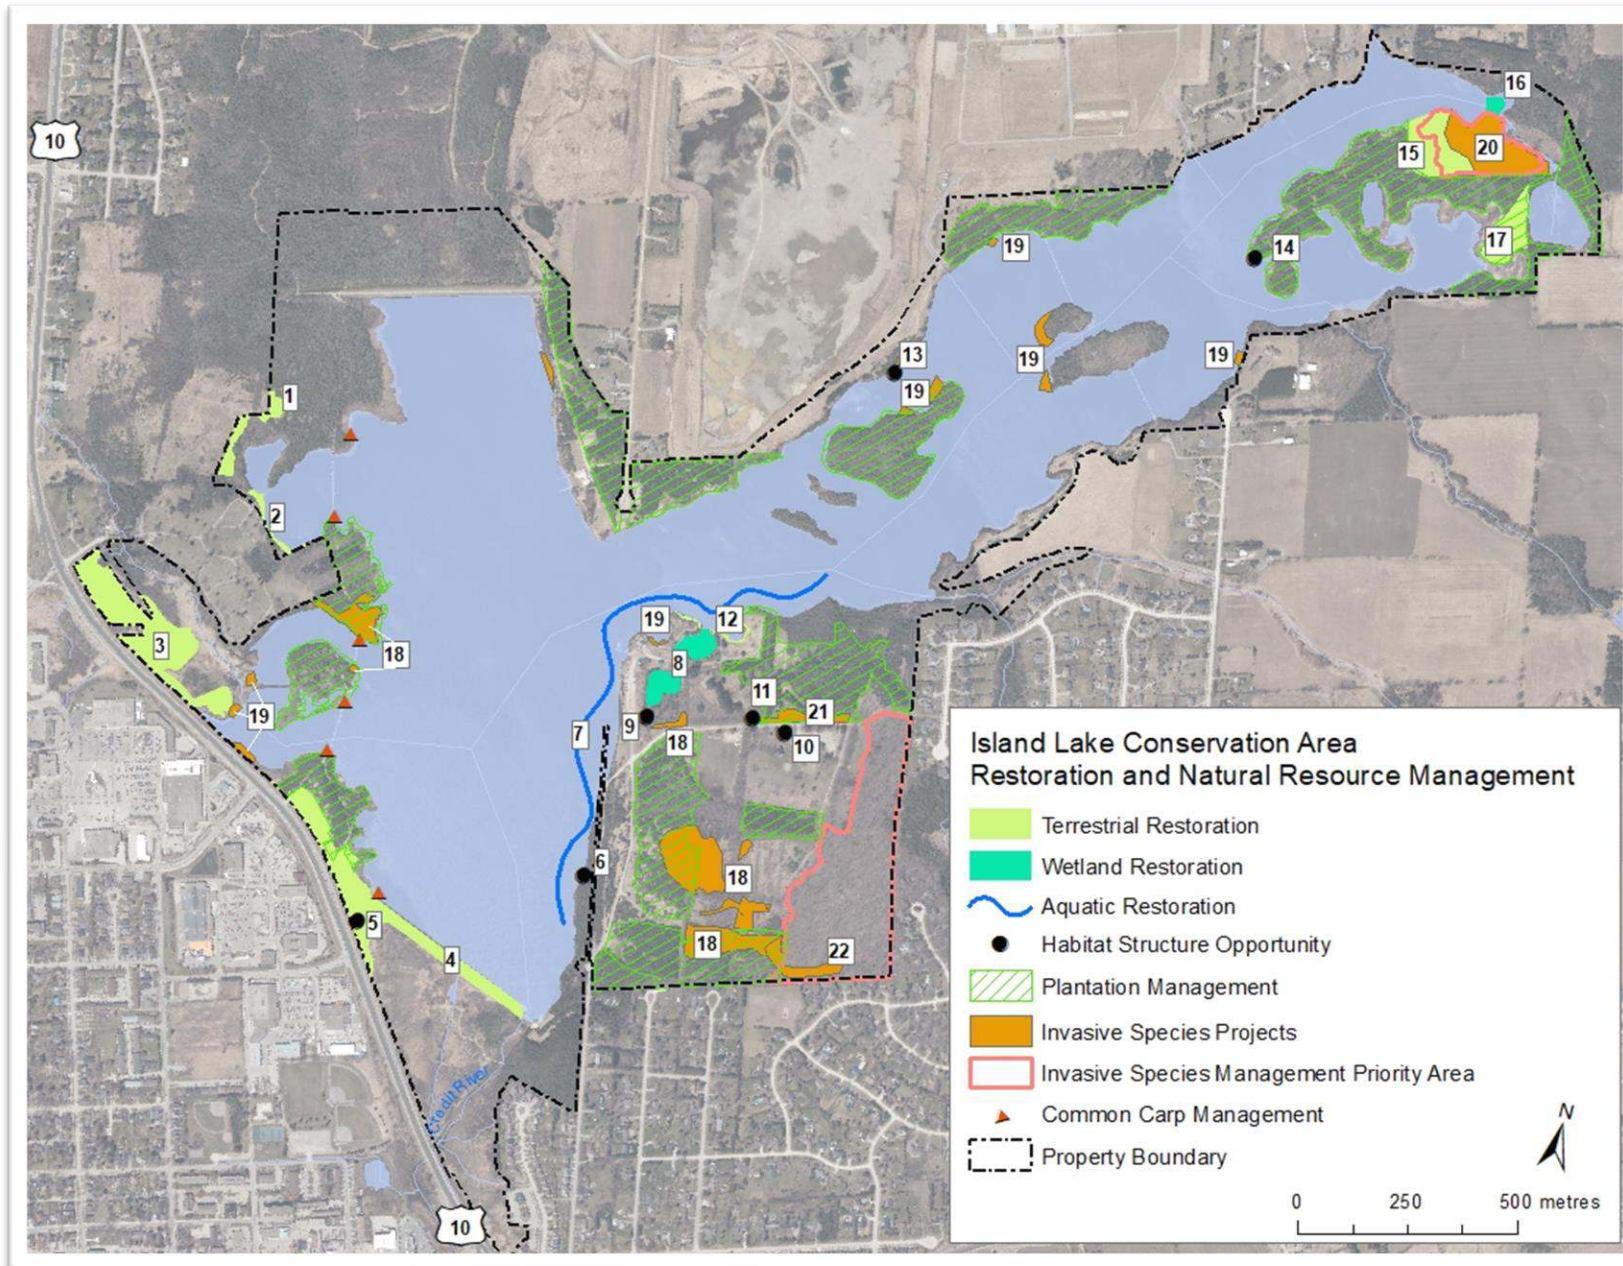 10
16
15
20
17
14
19
19
19
13
19
1
2
3
18
19
19
12
8
7
9
18
11
21
10
6
18
5
4
18
22
Credit River
10
Island Lake Conservation Area
Restoration and Natural Resource Management
Terrestrial Restoration
Wetland Restoration
Aquatic Restoration
Habitat Structure Opportunity
Plantation Management
Invasive Species Projects
Invasive Species Management Priority Area
Common Carp Management
Property Boundary
N
0 250 500 metres